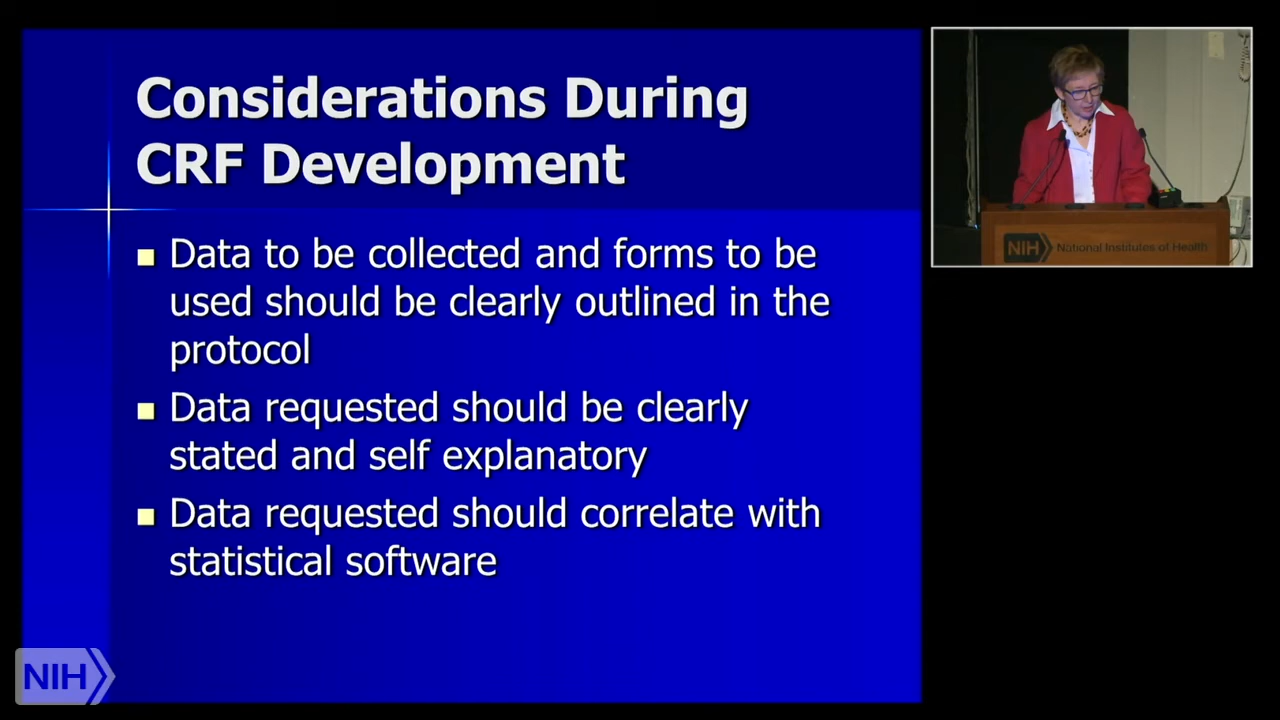 Considerations During
CRF Development
Data to be collected and forms to be
used should be clearly outlined in the
protocol
Data requested should be clearly
stated and self explanatory
Data requested should correlate with
statistical software
NIH National Institutes of Health
NIH